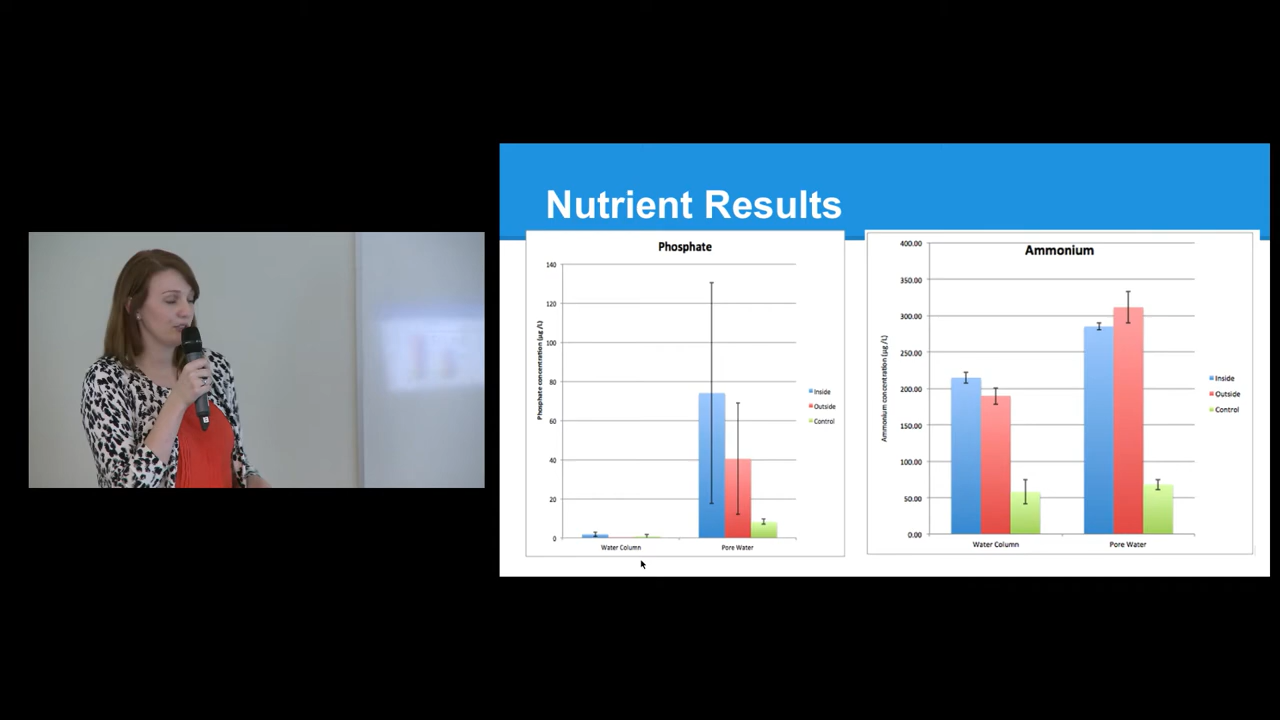 Nutrient Results
Phosphate
140
120
100
80
60
40
20
0
Phosphate concentration (µg /L)
Water Column
Pore Water
Inside
Outside
Control
Ammonium
400.00
350.00
300.00
250.00
200.00
150.00
100.00
50.00
0.00
Ammonium concentration (µg /L)
Water Column
Pore Water
Inside
Outside
Control